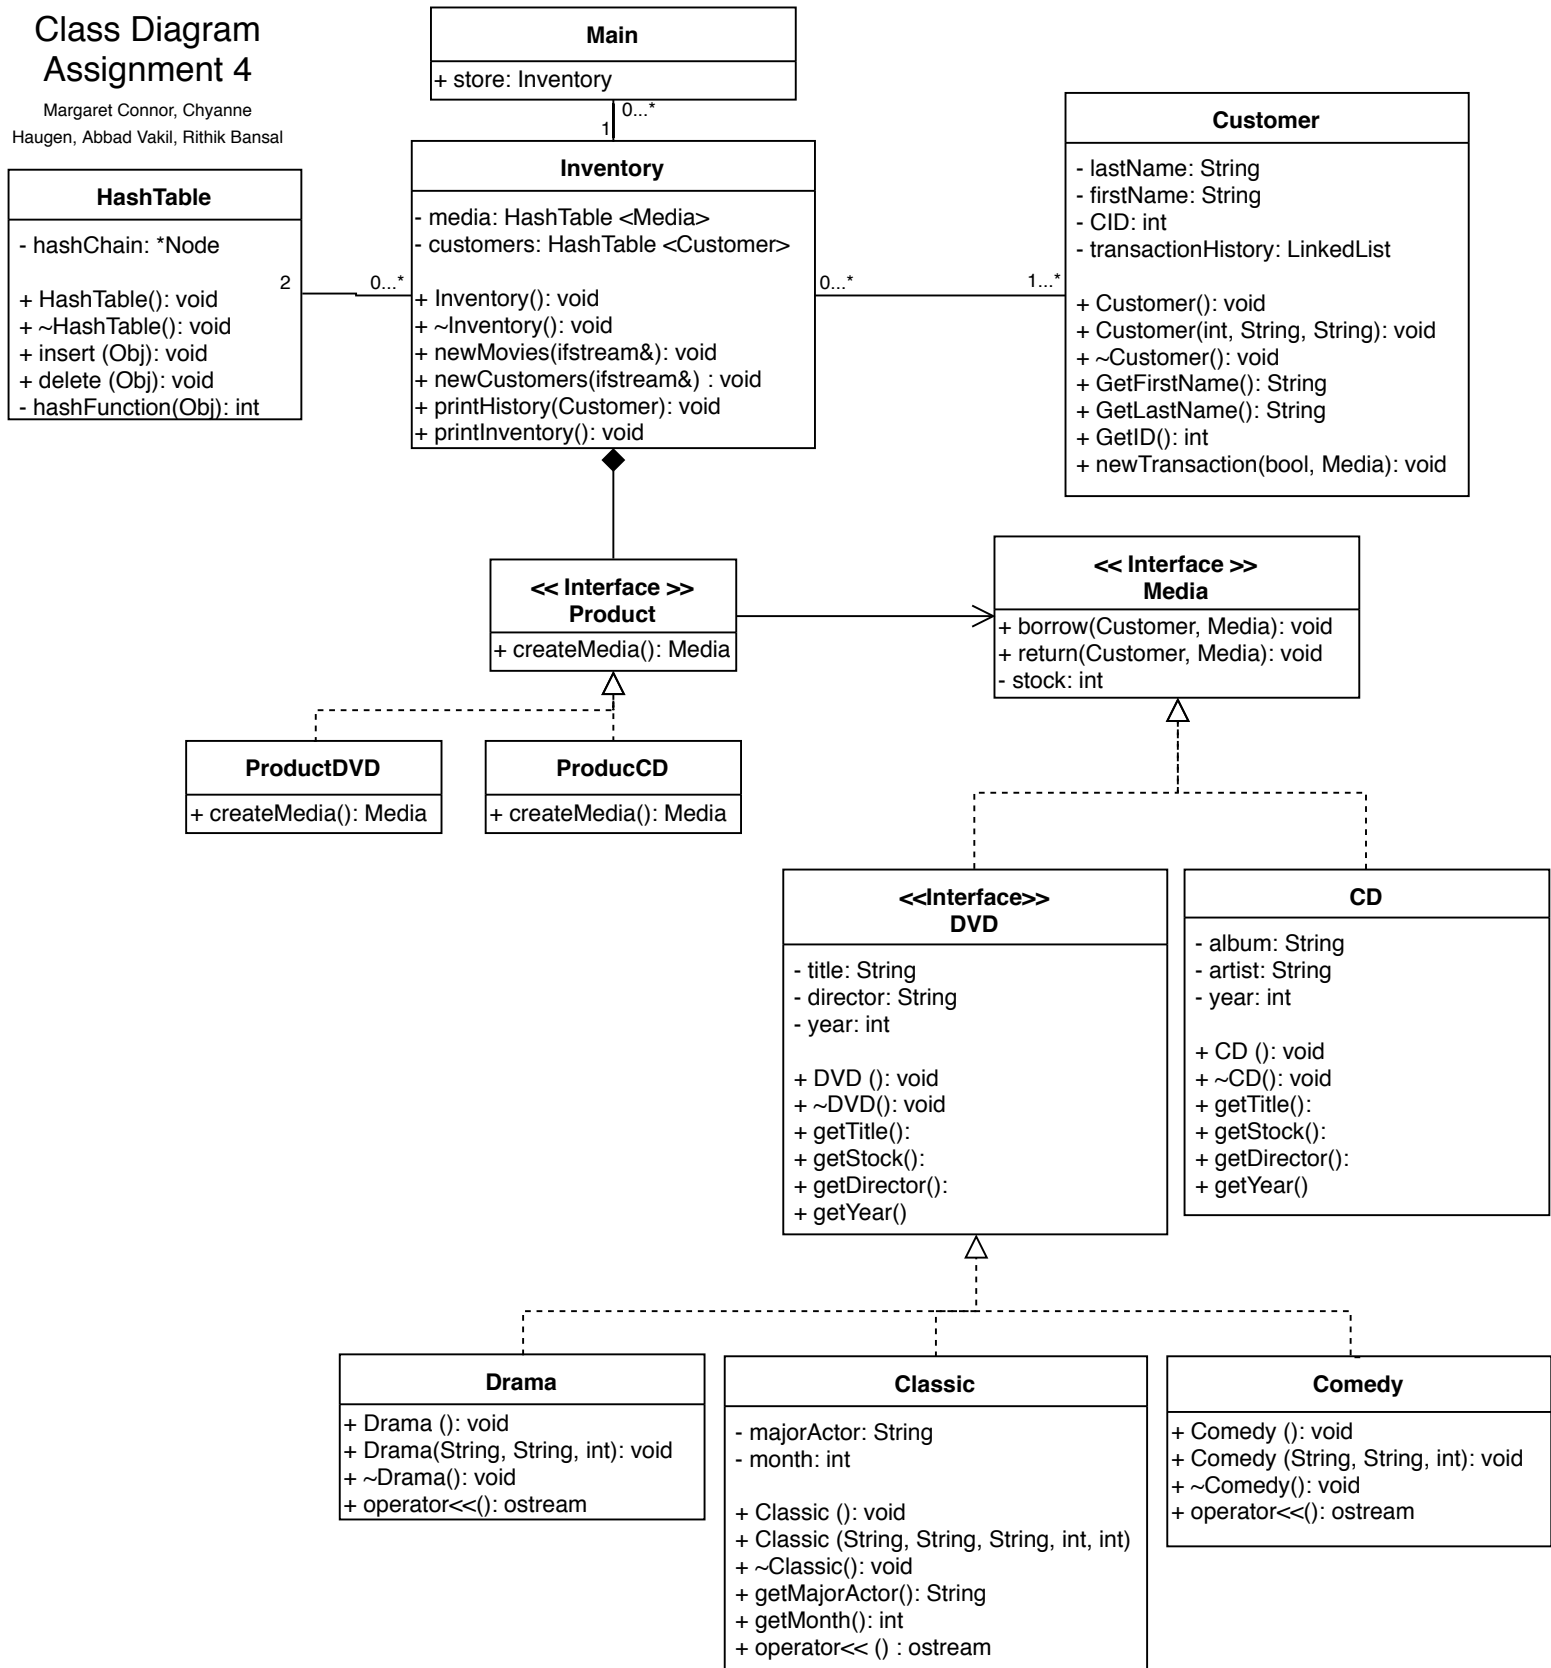 Class Diagram
Assignment 4
Margaret Connor, Chyanne
Haugen, Abbad Vakil, Rithik Bansal
Main
+ store: Inventory
0...*
1
HashTable
- hashChain: *Node
+ HashTable(): void
+ ~HashTable(): void
+ insert (Obj): void
+ delete (Obj): void
- hashFunction(Obj): int
2
0...*
Inventory
- media: HashTable <Media>
- customers: HashTable <Customer>
+ Inventory(): void
+ ~Inventory(): void
+ newMovies(ifstream&): void
+ newCustomers(ifstream&) : void
+ printHistory(Customer): void
+ printInventory(): void
0...*
1...*
Customer
- lastName: String
- firstName: String
- CID: int
- transactionHistory: LinkedList
+ Customer(): void
+ Customer(int, String, String): void
+ ~Customer(): void
+ GetFirstName(): String
+ GetLastName(): String
+ GetID(): int
+ newTransaction(bool, Media): void
<< Interface >>
Product
+ createMedia(): Media
<< Interface >>
Media
+ borrow(Customer, Media): void
+ return(Customer, Media): void
- stock: int
ProductDVD
+ createMedia(): Media
ProducCD
+ createMedia(): Media
<<Interface>>
DVD
- title: String
- director: String
- year: int
+ DVD (): void
+ ~DVD(): void
+ getTitle():
+ getStock():
+ getDirector():
+ getYear()
CD
- album: String
- artist: String
- year: int
+ CD (): void
+ ~CD(): void
+ getTitle():
+ getStock():
+ getDirector():
+ getYear()
Drama
+ Drama (): void
+ Drama(String, String, int): void
+ ~Drama(): void
+ operator<<(): ostream
Classic
- majorActor: String
- month: int
+ Classic (): void
+ Classic (String, String, String, int, int)
+ ~Classic(): void
+ getMajorActor(): String
+ getMonth(): int
+ operator<< () : ostream
Comedy
+ Comedy (): void
+ Comedy (String, String, int): void
+ ~Comedy(): void
+ operator<<(): ostream